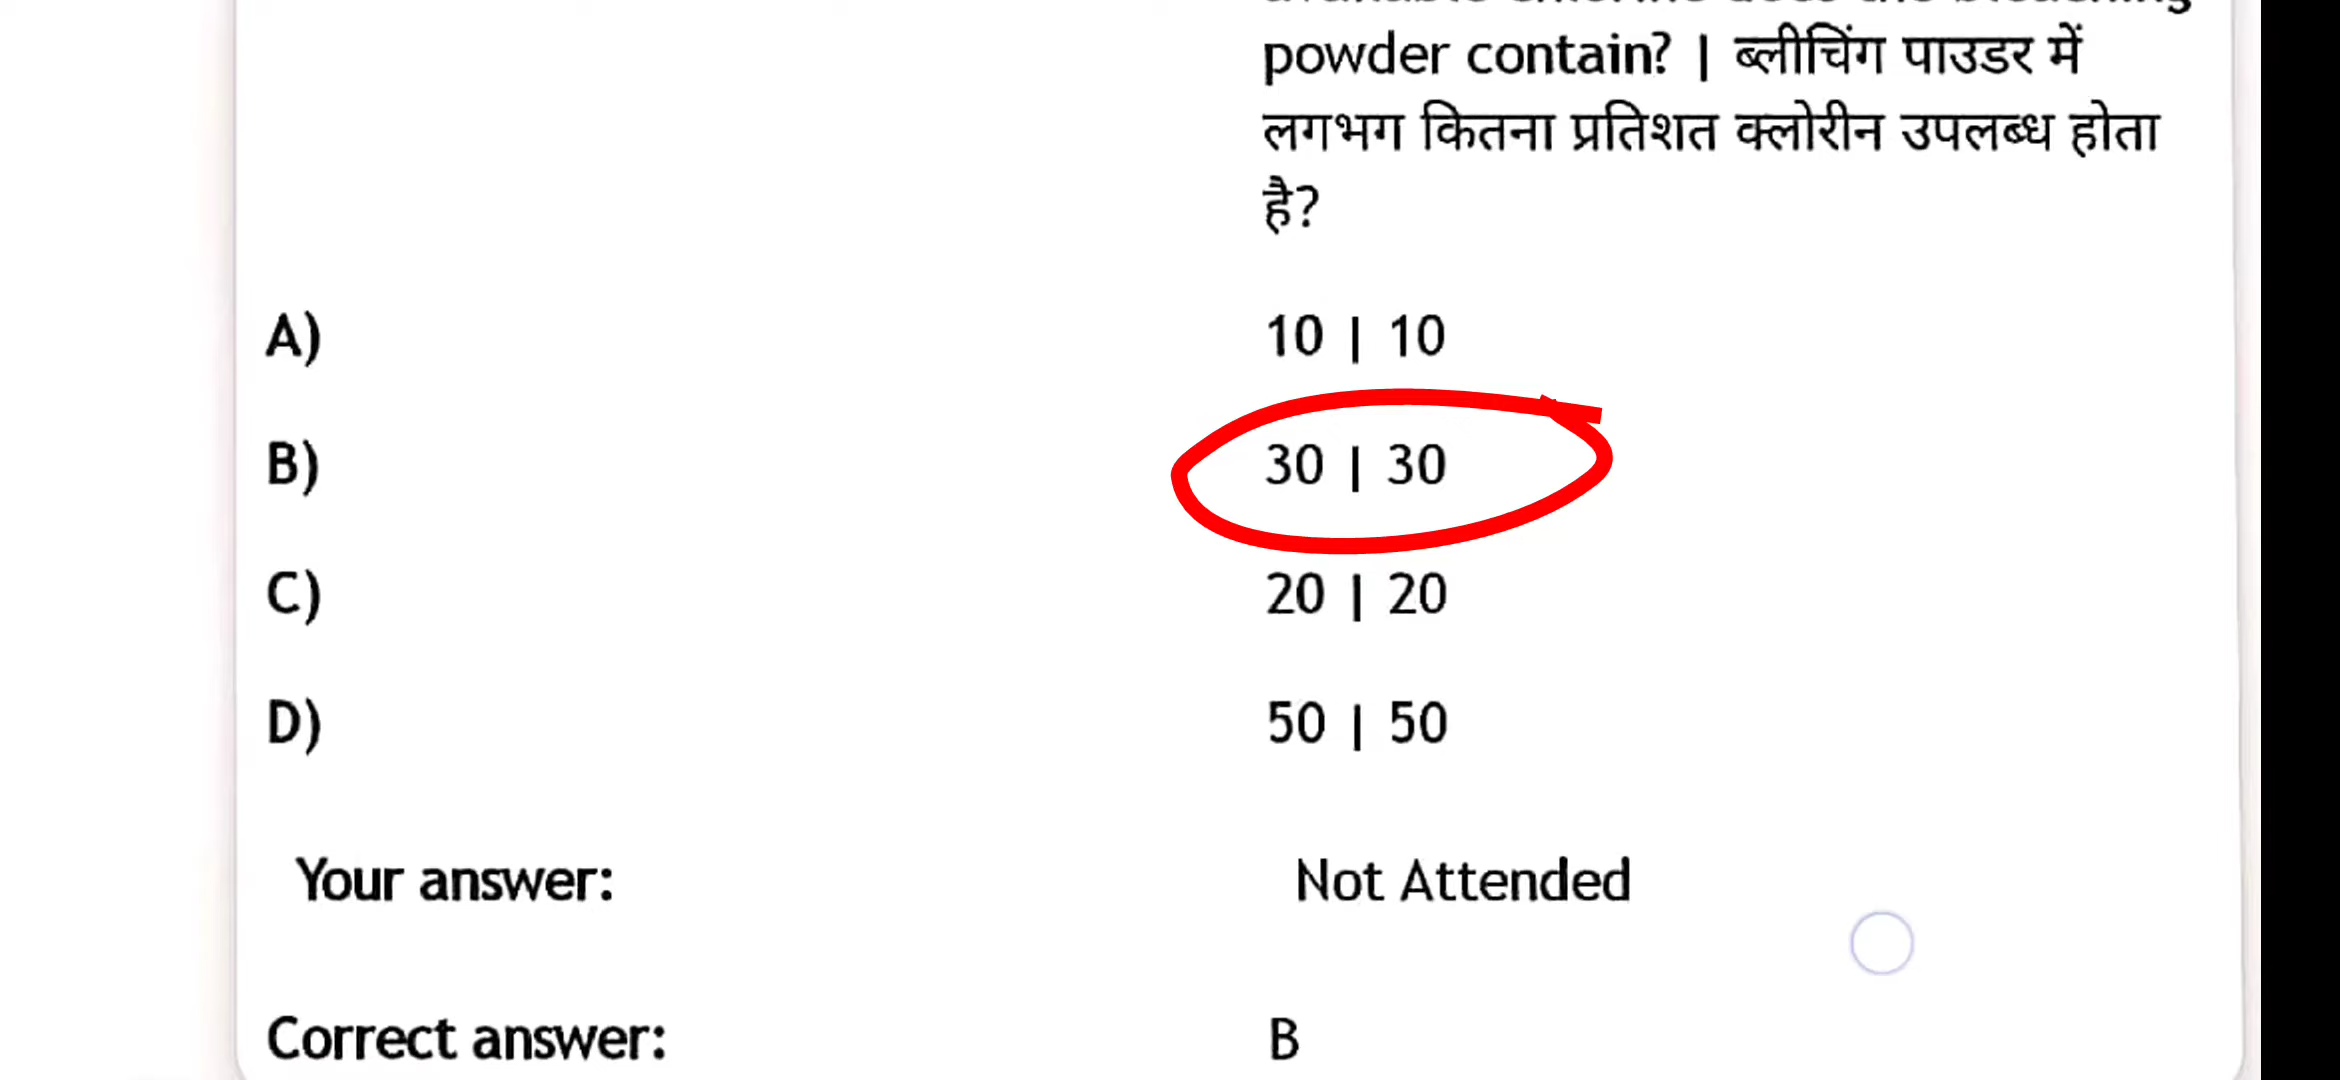 powder contain? | ब्लीचिंग पाउडर में
लगभग कितना प्रतिशत क्लोरीन उपलब्ध होता
है?
A) 10 | 10
B) 30 | 30
C) 20 | 20
D) 50 | 50
Your answer: Not Attended
Correct answer: B